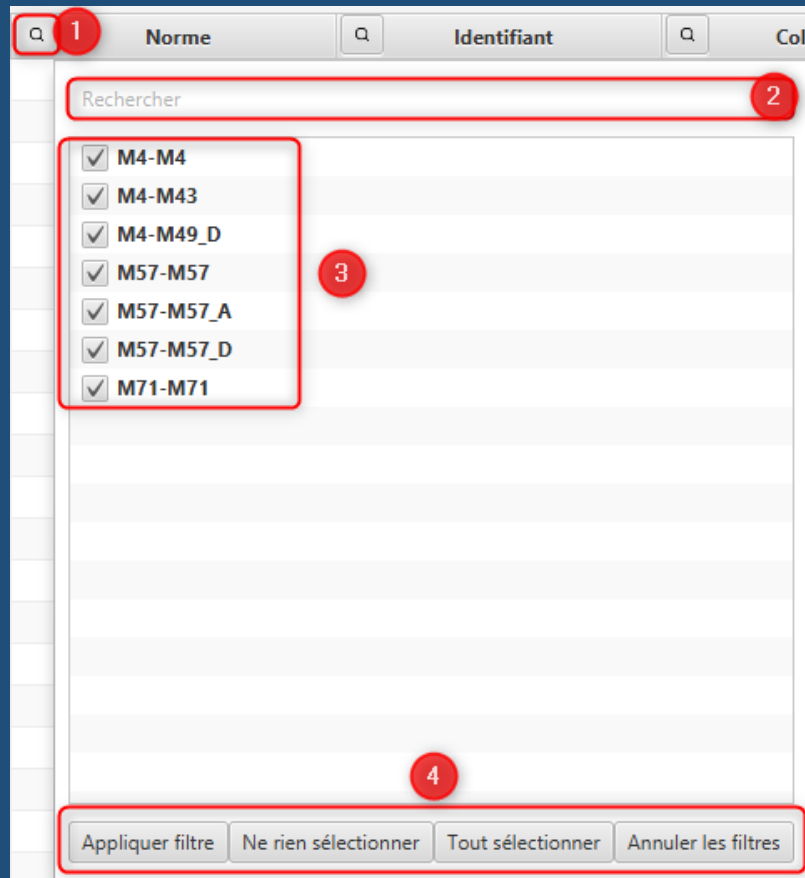 1 Norme Identifiant
Rechercher 2
M4-M4
M4-M43
M4-M49_D
M57-M57 3
M57-M57_A
M57-M57_D
M71-M71
4
Appliquer filtre Ne rien sélectionner Tout sélectionner Annuler les filtres